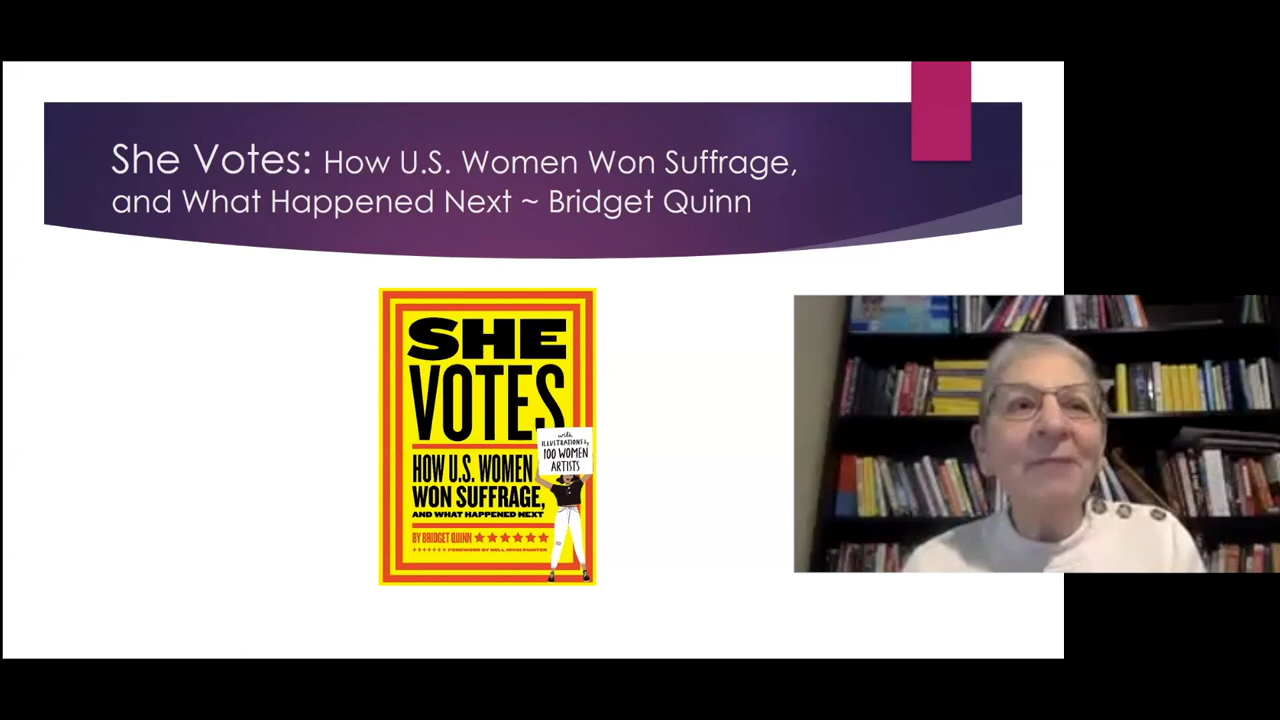 She Votes: How U.S. Women Won Suffrage,
and What Happened Next ~ Bridget Quinn
SHE
VOTES
with
ILLUSTRATIONS by
100 WOMEN
ARTISTS
HOW U.S. WOMEN
WON SUFFRAGE,
AND WHAT HAPPENED NEXT
BY BRIDGET QUINN
FOREWORD BY NELL IRVIN PAINTER